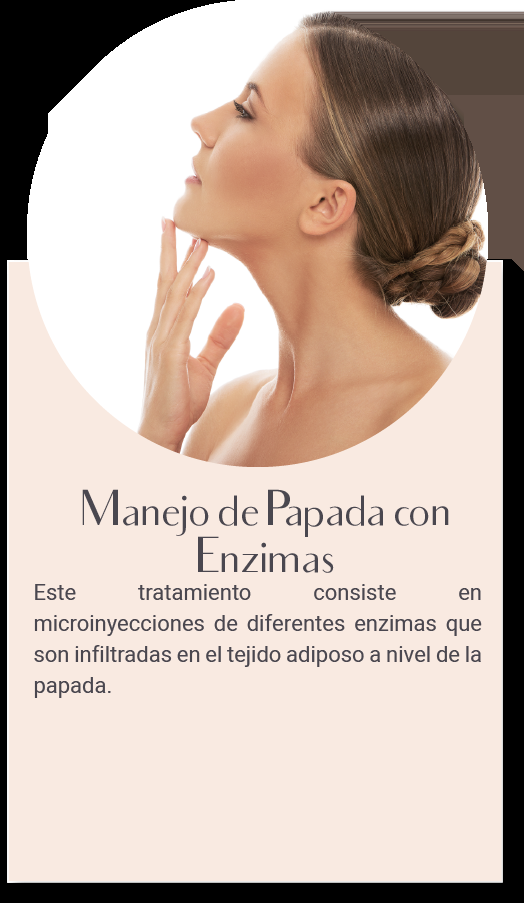 Manejo de Papada con
Enzimas
Este tratamiento consiste en
microinyecciones de diferentes enzimas que
son infiltradas en el tejido adiposo a nivel de la
papada.